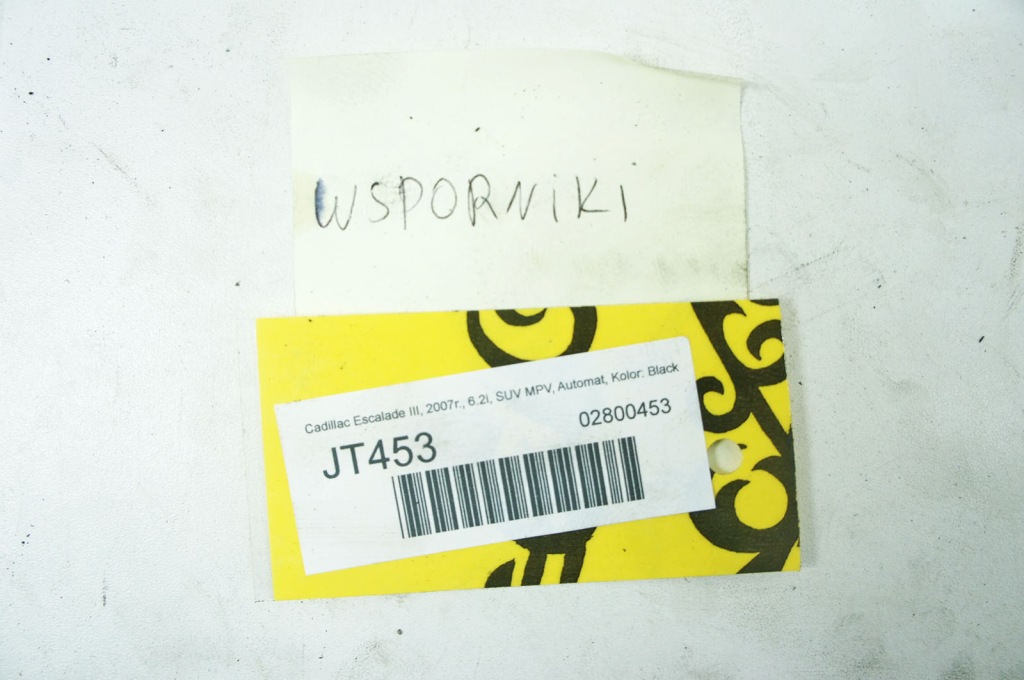 WSPORNiKi
Cadillac Escalade III, 2007r., 6.2i, SUV MPV, Automat, Kolor: Black
02800453
JT453